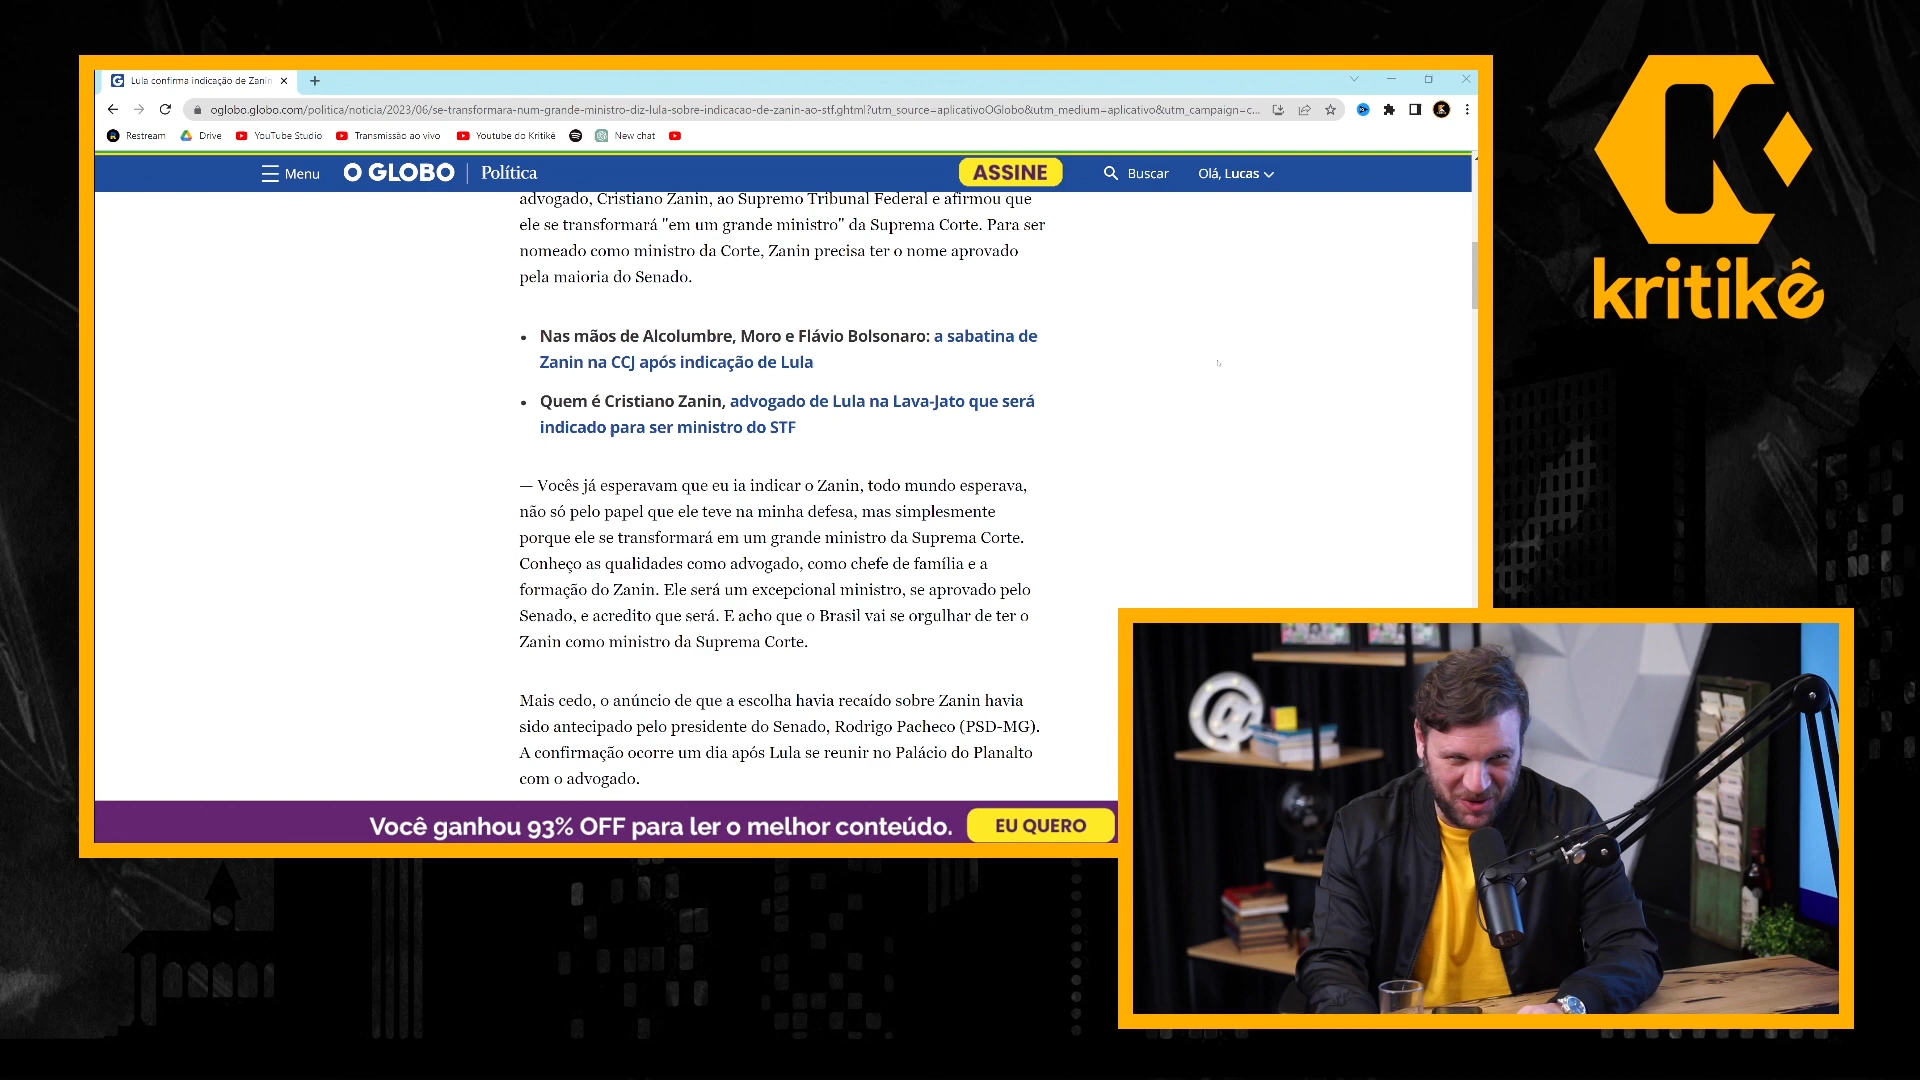 Lula confirma indicação de Zanin
oglobo.globo.com/politica/noticia/2023/06/se-transformara-num-grande-ministro-diz-lula-sobre-indicacao-de-zanin-ao-stf.ghtml?utm_source=aplicativoOGlobo&utm_medium=aplicativo&utm_campaign=c...
Restream Drive YouTube Studio Transmissão ao vivo Youtube do Kritikê New chat
Menu O GLOBO Política ASSINE Buscar Olá, Lucas
advogado, Cristiano Zanin, ao Supremo Tribunal Federal e afirmou que
ele se transformará "em um grande ministro" da Suprema Corte. Para ser
nomeado como ministro da Corte, Zanin precisa ter o nome aprovado
pela maioria do Senado.
• Nas mãos de Alcolumbre, Moro e Flávio Bolsonaro: a sabatina de
Zanin na CCJ após indicação de Lula
• Quem é Cristiano Zanin, advogado de Lula na Lava-Jato que será
indicado para ser ministro do STF
— Vocês já esperavam que eu ia indicar o Zanin, todo mundo esperava,
não só pelo papel que ele teve na minha defesa, mas simplesmente
porque ele se transformará em um grande ministro da Suprema Corte.
Conheço as qualidades como advogado, como chefe de família e a
formação do Zanin. Ele será um excepcional ministro, se aprovado pelo
Senado, e acredito que será. E acho que o Brasil vai se orgulhar de ter o
Zanin como ministro da Suprema Corte.
Mais cedo, o anúncio de que a escolha havia recaído sobre Zanin havia
sido antecipado pelo presidente do Senado, Rodrigo Pacheco (PSD-MG).
A confirmação ocorre um dia após Lula se reunir no Palácio do Planalto
com o advogado.
Você ganhou 93% OFF para ler o melhor conteúdo. EU QUERO
K
kritikê
@